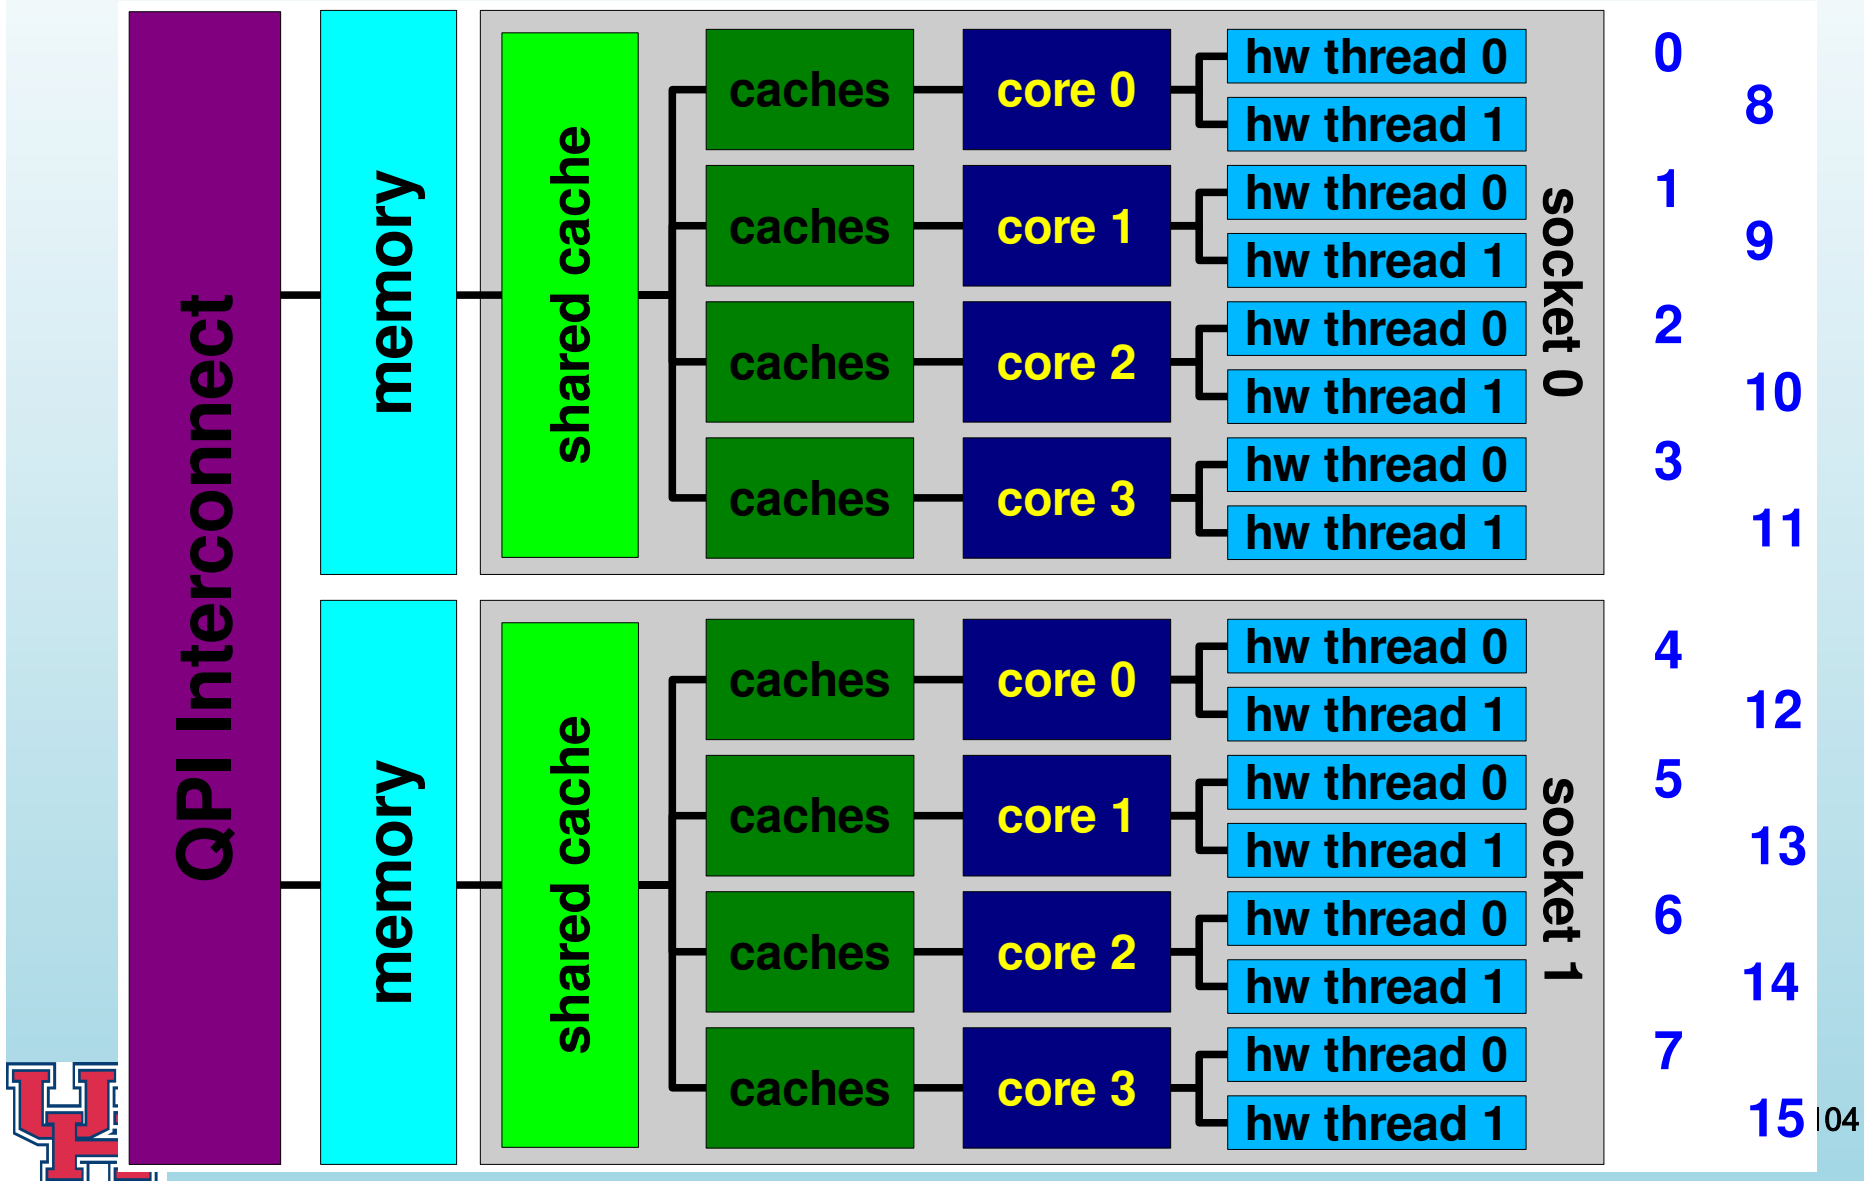 QPI Interconnect
memory
shared cache
caches
core 0
hw thread 0
0
hw thread 1
8
caches
core 1
hw thread 0
1
hw thread 1
9
caches
core 2
hw thread 0
2
hw thread 1
10
caches
core 3
hw thread 0
3
hw thread 1
11
socket 0
memory
shared cache
caches
core 0
hw thread 0
4
hw thread 1
12
caches
core 1
hw thread 0
5
hw thread 1
13
caches
core 2
hw thread 0
6
hw thread 1
14
caches
core 3
hw thread 0
7
hw thread 1
15
socket 1
104